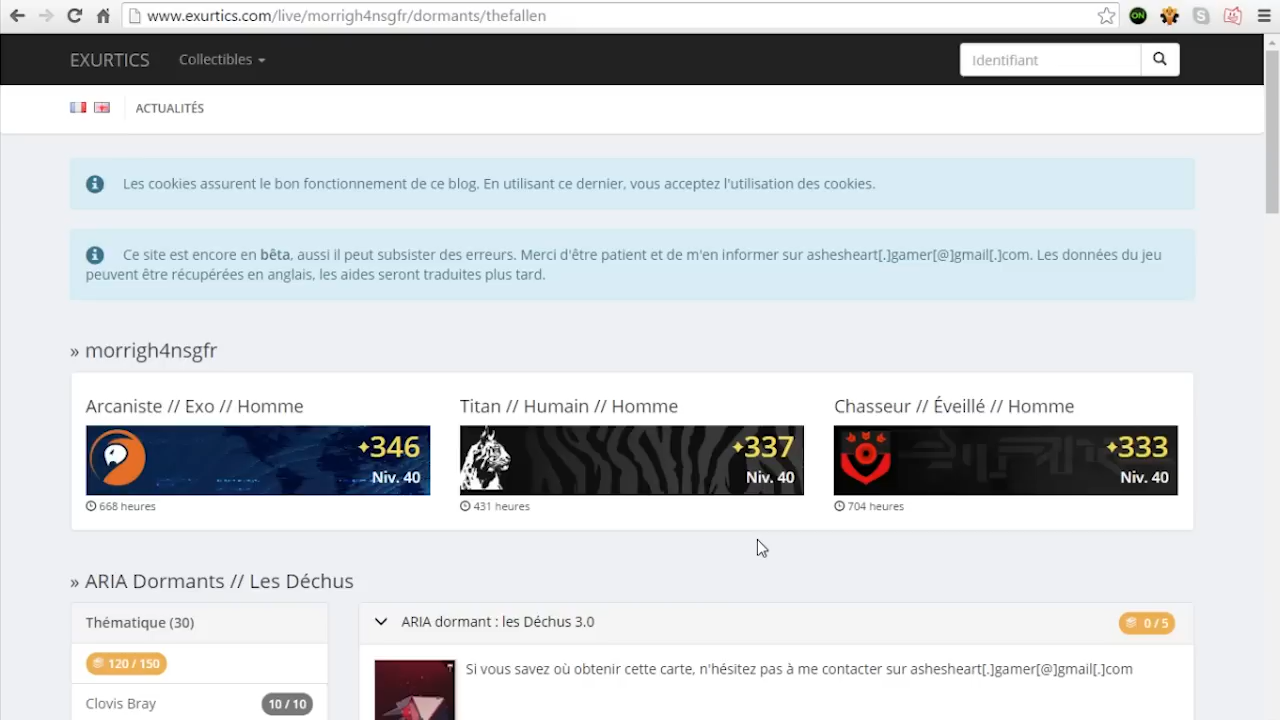 www.exurtics.com/live/morrigh4nsgfr/dormants/thefallen
ON
EXURTICS
Collectibles
Identifiant
ACTUALITÉS
Les cookies assurent le bon fonctionnement de ce blog. En utilisant ce dernier, vous acceptez l'utilisation des cookies.
Ce site est encore en bêta, aussi il peut subsister des erreurs. Merci d'être patient et de m'en informer sur ashesheart[.]gamer[@]gmail[.]com. Les données du jeu
peuvent être récupérées en anglais, les aides seront traduites plus tard.
» morrigh4nsgfr
Arcaniste // Exo // Homme
346
Niv. 40
668 heures
Titan // Humain // Homme
337
Niv. 40
431 heures
Chasseur // Éveillé // Homme
333
Niv. 40
704 heures
» ARIA Dormants // Les Déchus
Thématique (30)
120 / 150
Clovis Bray
10 / 10
ARIA dormant : les Déchus 3.0
0 / 5
Si vous savez où obtenir cette carte, n'hésitez pas à me contacter sur ashesheart[.]gamer[@]gmail[.]com